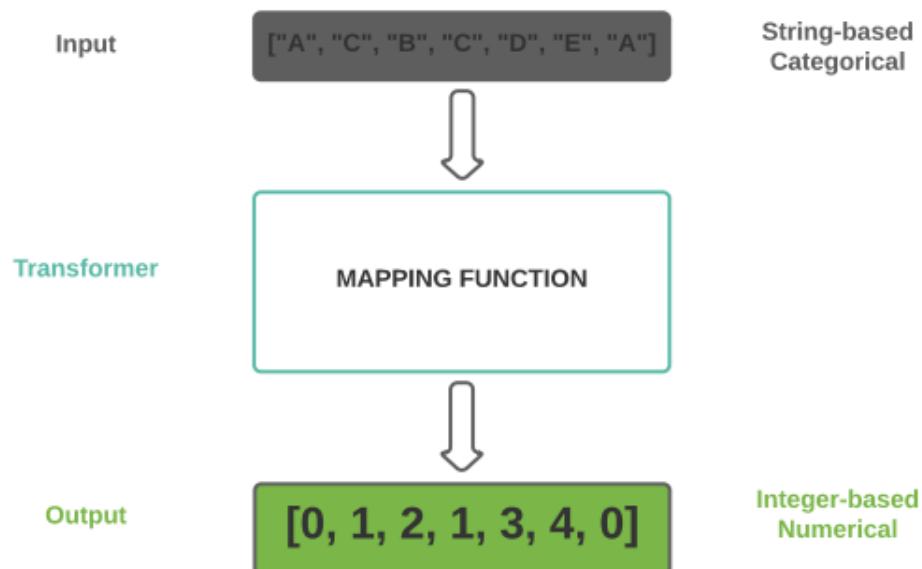 Input
["A", "C", "B", "C", "D", "E", "A"]
String-based
Categorical
Transformer
MAPPING FUNCTION
Output
[0, 1, 2, 1, 3, 4, 0]
Integer-based
Numerical